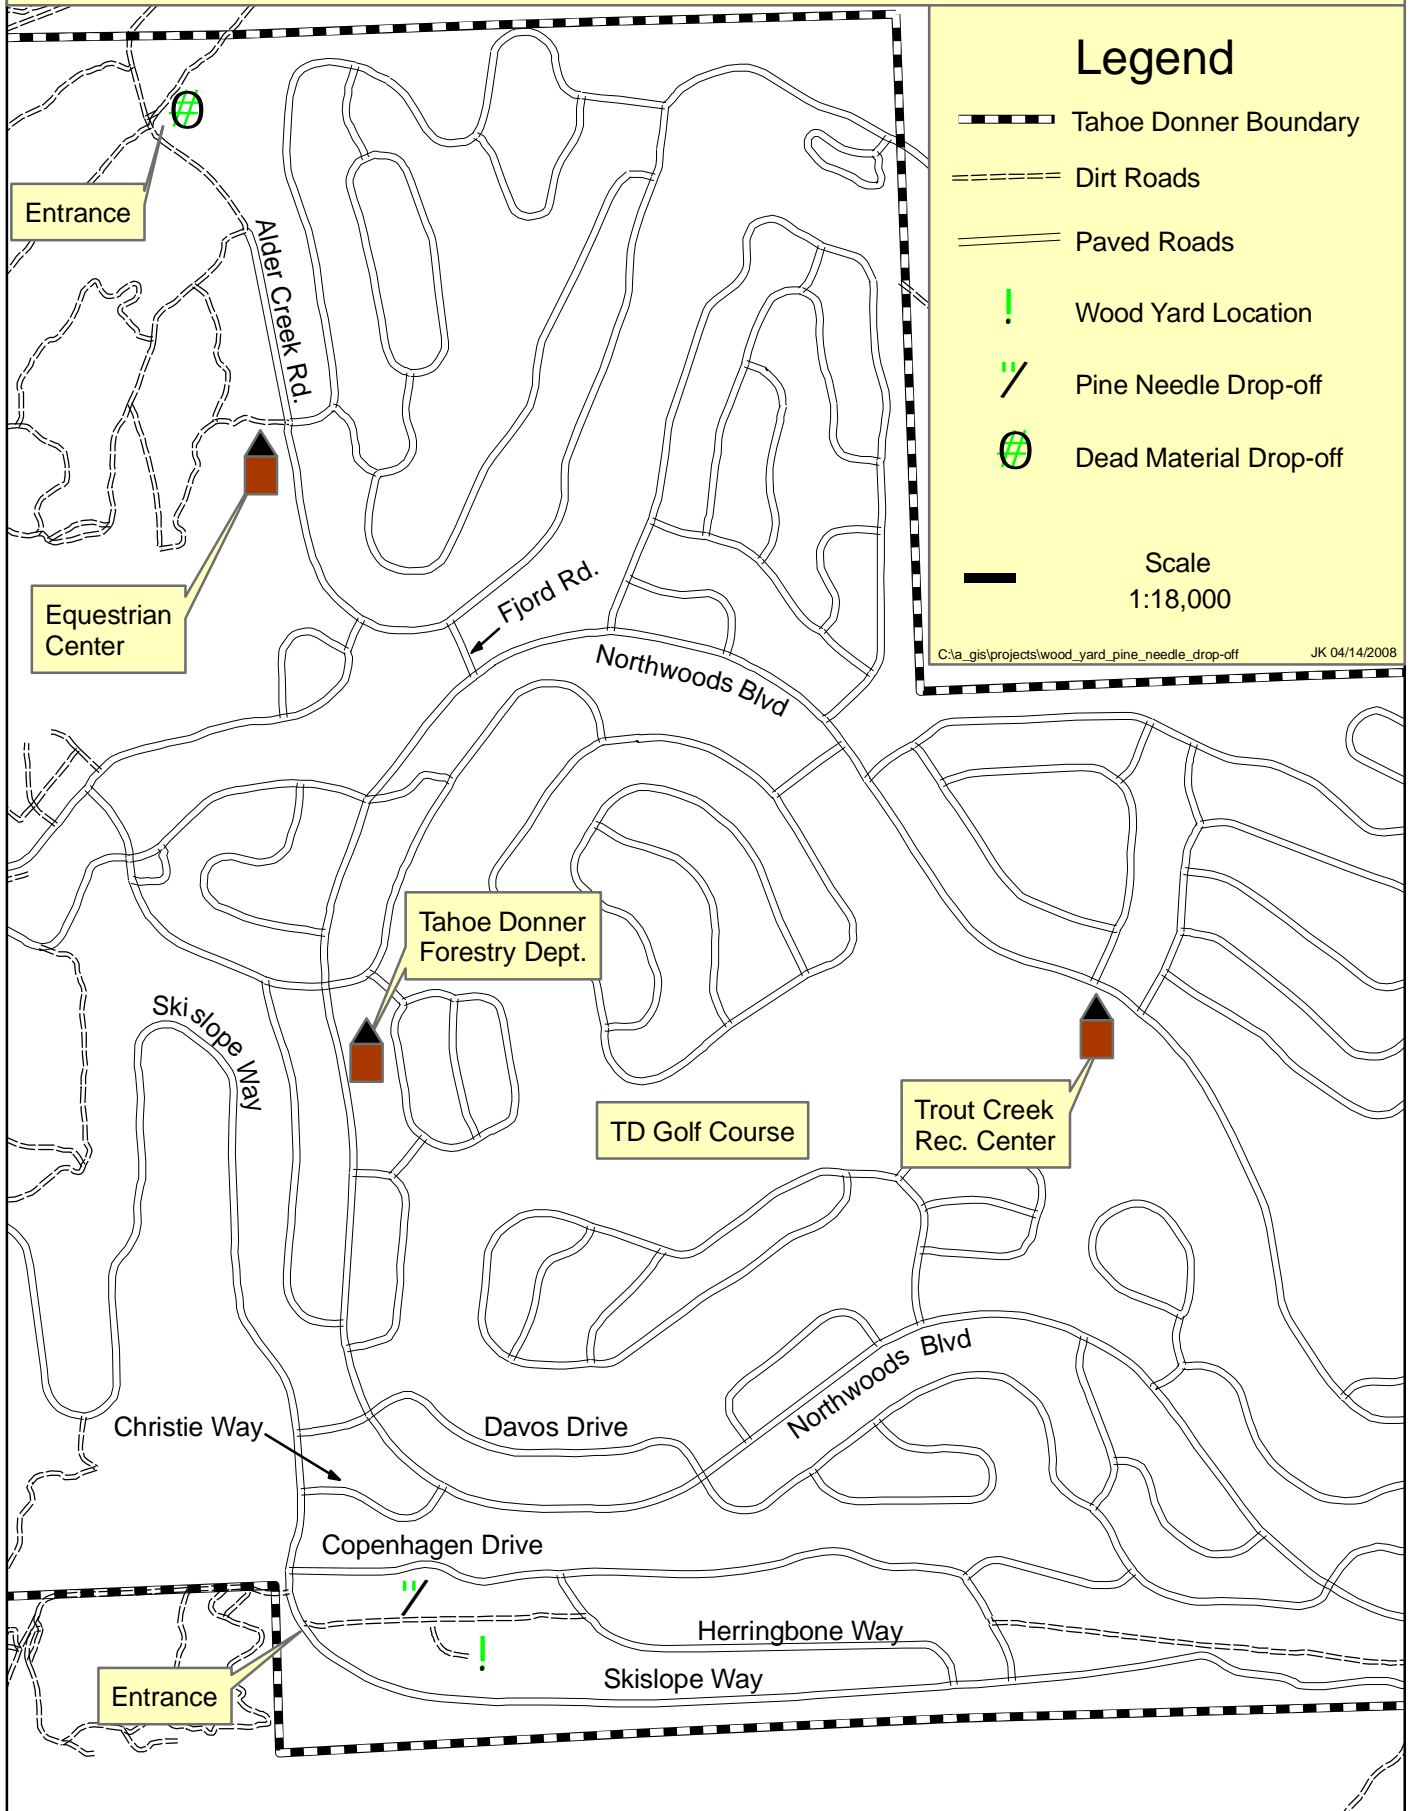 Legend
Tahoe Donner Boundary
Dirt Roads
Paved Roads
Wood Yard Location
Pine Needle Drop-off
Dead Material Drop-off
Scale
1:18,000
C:\a_gis\projects\wood_yard_pine_needle_drop-off
JK 04/14/2008
Entrance
Alder Creek Rd.
Equestrian
Center
Fjord Rd.
Northwoods Blvd
Tahoe Donner
Forestry Dept.
Skislope Way
TD Golf Course
Trout Creek
Rec. Center
Northwoods Blvd
Christie Way
Davos Drive
Copenhagen Drive
Herringbone Way
Skislope Way
Entrance